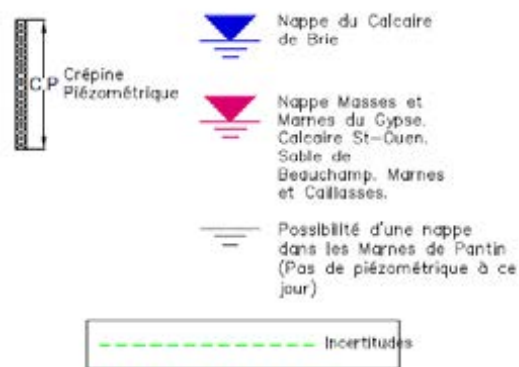 C P Crépine
Piézométrique
Nappe du Calcaire
de Brie
Nappe Masses et
Marnes du Gypse.
Calcaire St-Ouen.
Sable de
Beauchamp. Marnes
et Caillasses.
Possibilité d'une nappe
dans les Marnes de Pantin
(Pas de piézométrique à ce
jour)
Incertitudes